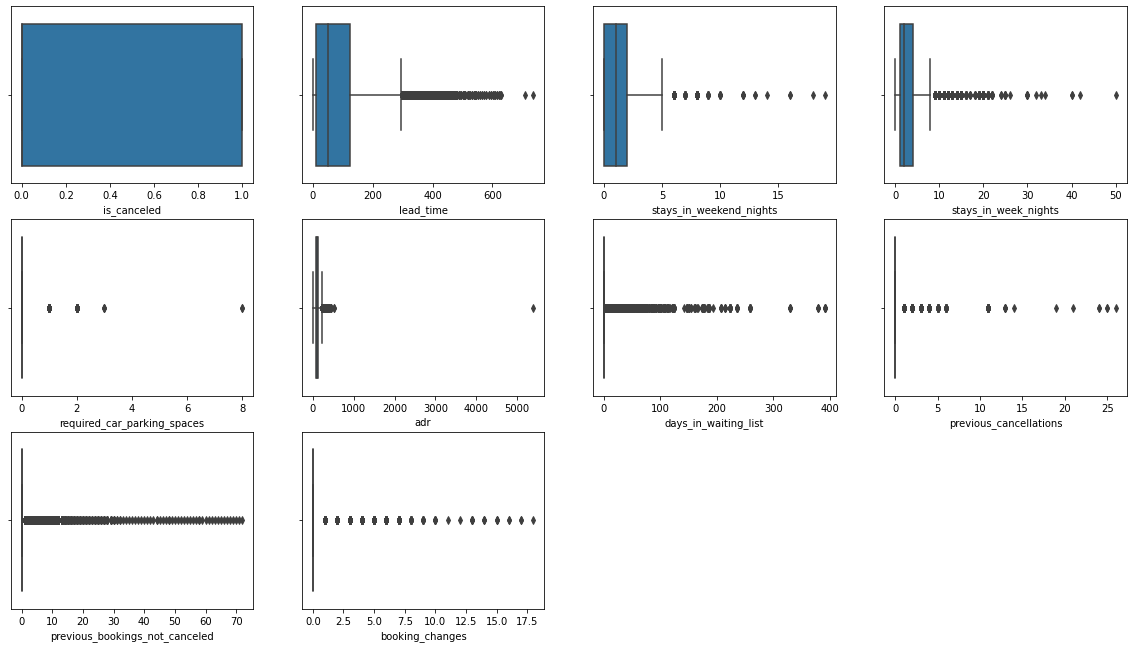 0.0 0.2 0.4 0.6 0.8 1.0
is_canceled
0 200 400 600
lead_time
0 5 10 15
stays_in_weekend_nights
0 10 20 30 40 50
stays_in_week_nights
0 2 4 6 8
required_car_parking_spaces
0 1000 2000 3000 4000 5000
adr
0 100 200 300 400
days_in_waiting_list
0 5 10 15 20 25
previous_cancellations
0 10 20 30 40 50 60 70
previous_bookings_not_canceled
0.0 2.5 5.0 7.5 10.0 12.5 15.0 17.5
booking_changes